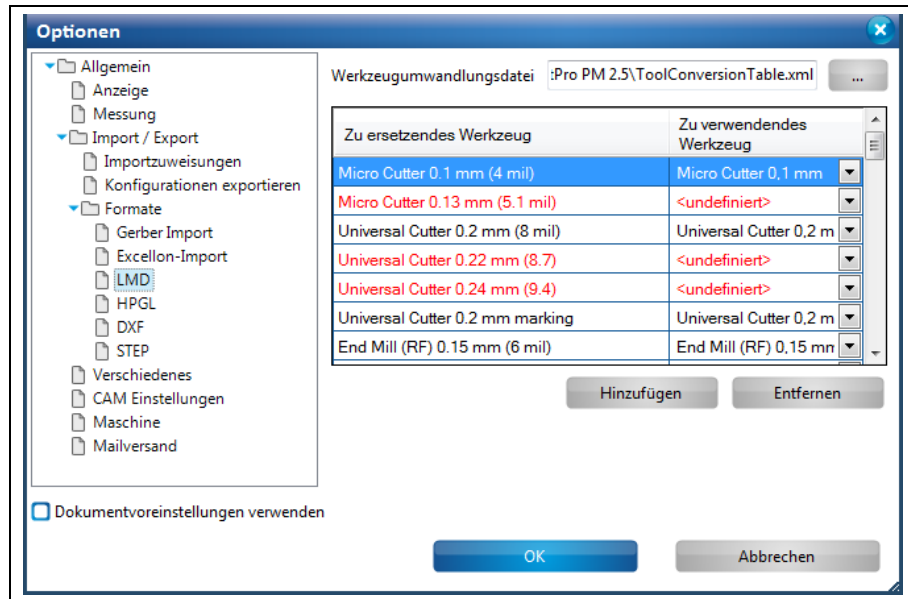 Optionen
Allgemein
Anzeige
Messung
Import / Export
Importzuweisungen
Konfigurationen exportieren
Formate
Gerber Import
Excellon-Import
LMD
HPGL
DXF
STEP
Verschiedenes
CAM Einstellungen
Maschine
Mailversand
Werkzeugumwandlungsdatei :Pro PM 2.5\ToolConversionTable.xml ...
Zu ersetzendes Werkzeug Zu verwendendes
Werkzeug
Micro Cutter 0.1 mm (4 mil) Micro Cutter 0,1 mm
Micro Cutter 0.13 mm (5.1 mil) <undefiniert>
Universal Cutter 0.2 mm (8 mil) Universal Cutter 0,2 m
Universal Cutter 0.22 mm (8.7) <undefiniert>
Universal Cutter 0.24 mm (9.4) <undefiniert>
Universal Cutter 0.2 mm marking Universal Cutter 0,2 m
End Mill (RF) 0.15 mm (6 mil) End Mill (RF) 0,15 mm
Hinzufügen Entfernen
Dokumentvoreinstellungen verwenden
OK Abbrechen